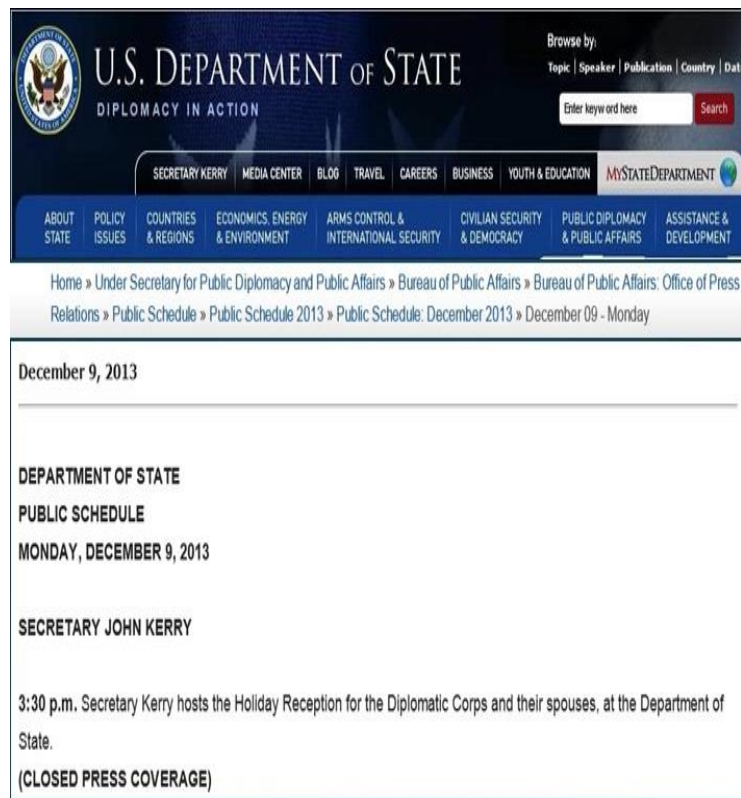 U.S. DEPARTMENT OF STATE
DIPLOMACY IN ACTION
Browse by:
Topic | Speaker | Publication | Country | Dat
Enter keyword here
Search
SECRETARY KERRY MEDIA CENTER BLOG TRAVEL CAREERS BUSINESS YOUTH & EDUCATION MYSTATEDEPARTMENT
ABOUT STATE
POLICY ISSUES
COUNTRIES & REGIONS
ECONOMICS, ENERGY & ENVIRONMENT
ARMS CONTROL & INTERNATIONAL SECURITY
CIVILIAN SECURITY & DEMOCRACY
PUBLIC DIPLOMACY & PUBLIC AFFAIRS
ASSISTANCE & DEVELOPMENT
Home » Under Secretary for Public Diplomacy and Public Affairs » Bureau of Public Affairs » Bureau of Public Affairs: Office of Press
Relations » Public Schedule » Public Schedule 2013 » Public Schedule: December 2013 » December 09 - Monday
December 9, 2013
DEPARTMENT OF STATE
PUBLIC SCHEDULE
MONDAY, DECEMBER 9, 2013
SECRETARY JOHN KERRY
3:30 p.m. Secretary Kerry hosts the Holiday Reception for the Diplomatic Corps and their spouses, at the Department of
State.
(CLOSED PRESS COVERAGE)